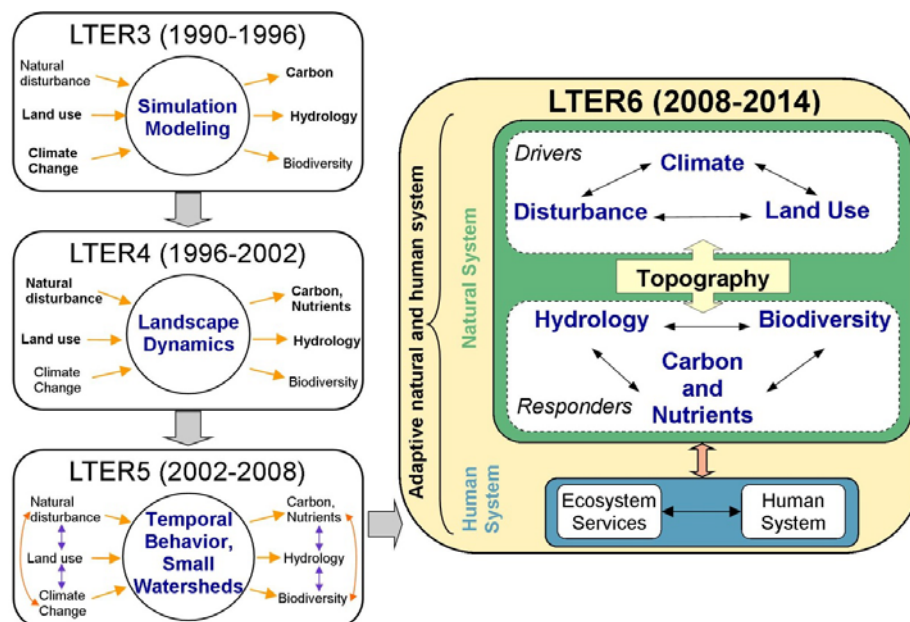 LTER3 (1990-1996)
Natural
disturbance
Land use
Climate
Change
Simulation
Modeling
Carbon
Hydrology
Biodiversity
LTER4 (1996-2002)
Natural
disturbance
Land use
Climate
Change
Landscape
Dynamics
Carbon,
Nutrients
Hydrology
Biodiversity
LTER5 (2002-2008)
Natural
disturbance
Land use
Climate
Change
Temporal
Behavior,
Small
Watersheds
Carbon,
Nutrients
Hydrology
Biodiversity
LTER6 (2008-2014)
Adaptive natural and human system
Natural System
Human
System
Drivers
Climate
Disturbance
Land Use
Topography
Hydrology
Biodiversity
Carbon
and
Nutrients
Responders
Ecosystem
Services
Human
System